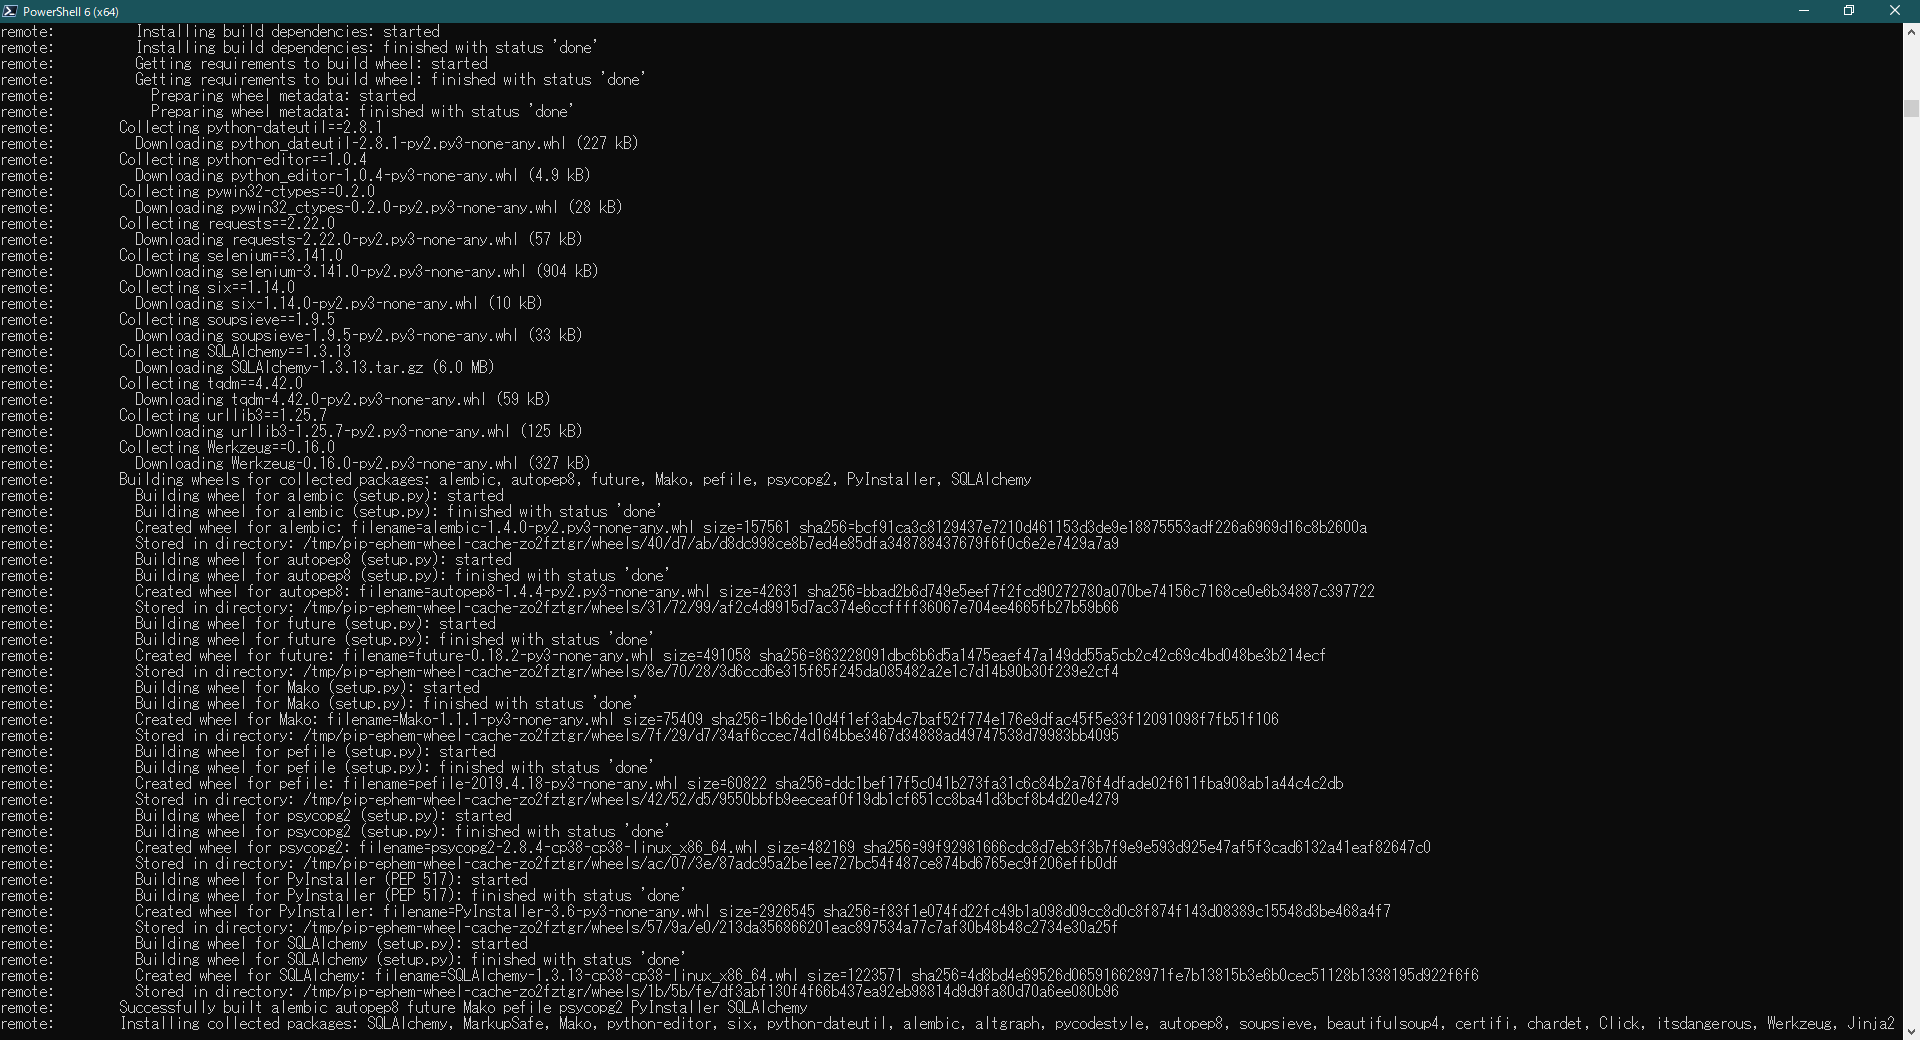 PowerShell 6 (x64)
remote:          Installing build dependencies: started
remote:          Installing build dependencies: finished with status 'done'
remote:          Getting requirements to build wheel: started
remote:          Getting requirements to build wheel: finished with status 'done'
remote:            Preparing wheel metadata: started
remote:            Preparing wheel metadata: finished with status 'done'
remote:        Collecting python-dateutil==2.8.1
remote:          Downloading python_dateutil-2.8.1-py2.py3-none-any.whl (227 kB)
remote:        Collecting python-editor==1.0.4
remote:          Downloading python_editor-1.0.4-py3-none-any.whl (4.9 kB)
remote:        Collecting pywin32-ctypes==0.2.0
remote:          Downloading pywin32_ctypes-0.2.0-py2.py3-none-any.whl (28 kB)
remote:        Collecting requests==2.22.0
remote:          Downloading requests-2.22.0-py2.py3-none-any.whl (57 kB)
remote:        Collecting selenium==3.141.0
remote:          Downloading selenium-3.141.0-py2.py3-none-any.whl (904 kB)
remote:        Collecting six==1.14.0
remote:          Downloading six-1.14.0-py2.py3-none-any.whl (10 kB)
remote:        Collecting soupsieve==1.9.5
remote:          Downloading soupsieve-1.9.5-py2.py3-none-any.whl (33 kB)
remote:        Collecting SQLAlchemy==1.3.13
remote:          Downloading SQLAlchemy-1.3.13.tar.gz (6.0 MB)
remote:        Collecting tqdm==4.42.0
remote:          Downloading tqdm-4.42.0-py2.py3-none-any.whl (59 kB)
remote:        Collecting urllib3==1.25.7
remote:          Downloading urllib3-1.25.7-py2.py3-none-any.whl (125 kB)
remote:        Collecting Werkzeug==0.16.0
remote:          Downloading Werkzeug-0.16.0-py2.py3-none-any.whl (327 kB)
remote:        Building wheels for collected packages: alembic, autopep8, future, Mako, pefile, psycopg2, PyInstaller, SQLAlchemy
remote:          Building wheel for alembic (setup.py): started
remote:          Building wheel for alembic (setup.py): finished with status 'done'
remote:          Created wheel for alembic: filename=alembic-1.4.0-py2.py3-none-any.whl size=157561 sha256=bcf91ca3c8129437e7210d461153d3de9e18875553adf226a6969d16c8b2600a
remote:          Stored in directory: /tmp/pip-ephem-wheel-cache-zo2fztgr/wheels/40/d7/ab/d8dc998ce8b7ed4e85dfa348788437679f6f0c6e2e7429a7a9
remote:          Building wheel for autopep8 (setup.py): started
remote:          Building wheel for autopep8 (setup.py): finished with status 'done'
remote:          Created wheel for autopep8: filename=autopep8-1.4.4-py2.py3-none-any.whl size=42631 sha256=bbad2b6d749e5eef7f2fcd90272780a070be74156c7168ce0e6b34887c397722
remote:          Stored in directory: /tmp/pip-ephem-wheel-cache-zo2fztgr/wheels/31/72/99/af2c4d9915d7ac374e6ccffff36067e704ee4665fb27b59b66
remote:          Building wheel for future (setup.py): started
remote:          Building wheel for future (setup.py): finished with status 'done'
remote:          Created wheel for future: filename=future-0.18.2-py3-none-any.whl size=491058 sha256=863228091dbc6b6d5a1475eaef47a149dd55a5cb2c42c69c4bd048be3b214ecf
remote:          Stored in directory: /tmp/pip-ephem-wheel-cache-zo2fztgr/wheels/8e/70/28/3d6ccd6e315f65f245da085482a2e1c7d14b90b30f239e2cf4
remote:          Building wheel for Mako (setup.py): started
remote:          Building wheel for Mako (setup.py): finished with status 'done'
remote:          Created wheel for Mako: filename=Mako-1.1.1-py3-none-any.whl size=75409 sha256=1b6de10d4f1ef3ab4c7baf52f774e176e9dfac45f5e33f12091098f7fb51f106
remote:          Stored in directory: /tmp/pip-ephem-wheel-cache-zo2fztgr/wheels/7f/29/d7/34af6ccec74d164bbe3467d34888ad49747538d79983bb4095
remote:          Building wheel for pefile (setup.py): started
remote:          Building wheel for pefile (setup.py): finished with status 'done'
remote:          Created wheel for pefile: filename=pefile-2019.4.18-py3-none-any.whl size=60822 sha256=ddc1bef17f5c041b273fa31c6c84b2a76f4dfade02f611fba908ab1a44c4c2db
remote:          Stored in directory: /tmp/pip-ephem-wheel-cache-zo2fztgr/wheels/42/52/d5/9550bbfb9eeceaf0f19db1cf651cc8ba41d3bcf8b4d20e4279
remote:          Building wheel for psycopg2 (setup.py): started
remote:          Building wheel for psycopg2 (setup.py): finished with status 'done'
remote:          Created wheel for psycopg2: filename=psycopg2-2.8.4-cp38-cp38-linux_x86_64.whl size=482169 sha256=99f92981666cdc8d7eb3f3b7f9e9e593d925e47af5f3cad6132a41eaf82647c0
remote:          Stored in directory: /tmp/pip-ephem-wheel-cache-zo2fztgr/wheels/ac/07/3e/87adc95a2be1ee727bc54f487ce874bd6765ec9f206effb0df
remote:          Building wheel for PyInstaller (PEP 517): started
remote:          Building wheel for PyInstaller (PEP 517): finished with status 'done'
remote:          Created wheel for PyInstaller: filename=PyInstaller-3.6-py3-none-any.whl size=2926545 sha256=f83f1e074fd22fc49b1a098d09cc8d0c8f874f143d08389c15548d3be468a4f7
remote:          Stored in directory: /tmp/pip-ephem-wheel-cache-zo2fztgr/wheels/57/9a/e0/213da356866201eac897534a77c7af30b48b48c2734e30a25f
remote:          Building wheel for SQLAlchemy (setup.py): started
remote:          Building wheel for SQLAlchemy (setup.py): finished with status 'done'
remote:          Created wheel for SQLAlchemy: filename=SQLAlchemy-1.3.13-cp38-cp38-linux_x86_64.whl size=1223571 sha256=4d8bd4e69526d065916628971fe7b13815b3e6b0cec51128b1338195d922f6f6
remote:          Stored in directory: /tmp/pip-ephem-wheel-cache-zo2fztgr/wheels/1b/5b/fe/df3abf130f4f66b437ea92eb98814d9d9fa80d70a6ee080b96
remote:        Successfully built alembic autopep8 future Mako pefile psycopg2 PyInstaller SQLAlchemy
remote:        Installing collected packages: SQLAlchemy, MarkupSafe, Mako, python-editor, six, python-dateutil, alembic, altgraph, pycodestyle, autopep8, soupsieve, beautifulsoup4, certifi, chardet, Click, itsdangerous, Werkzeug, Jinja2